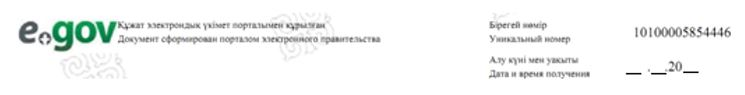 e.gov
Құжат электрондық үкімет порталымен құрылған
Документ сформирован порталом электронного правительства
Бірегей нөмір
Уникальный номер
10100005854446
Алу күні мен уақыты
Дата и время получения
__.__.20__